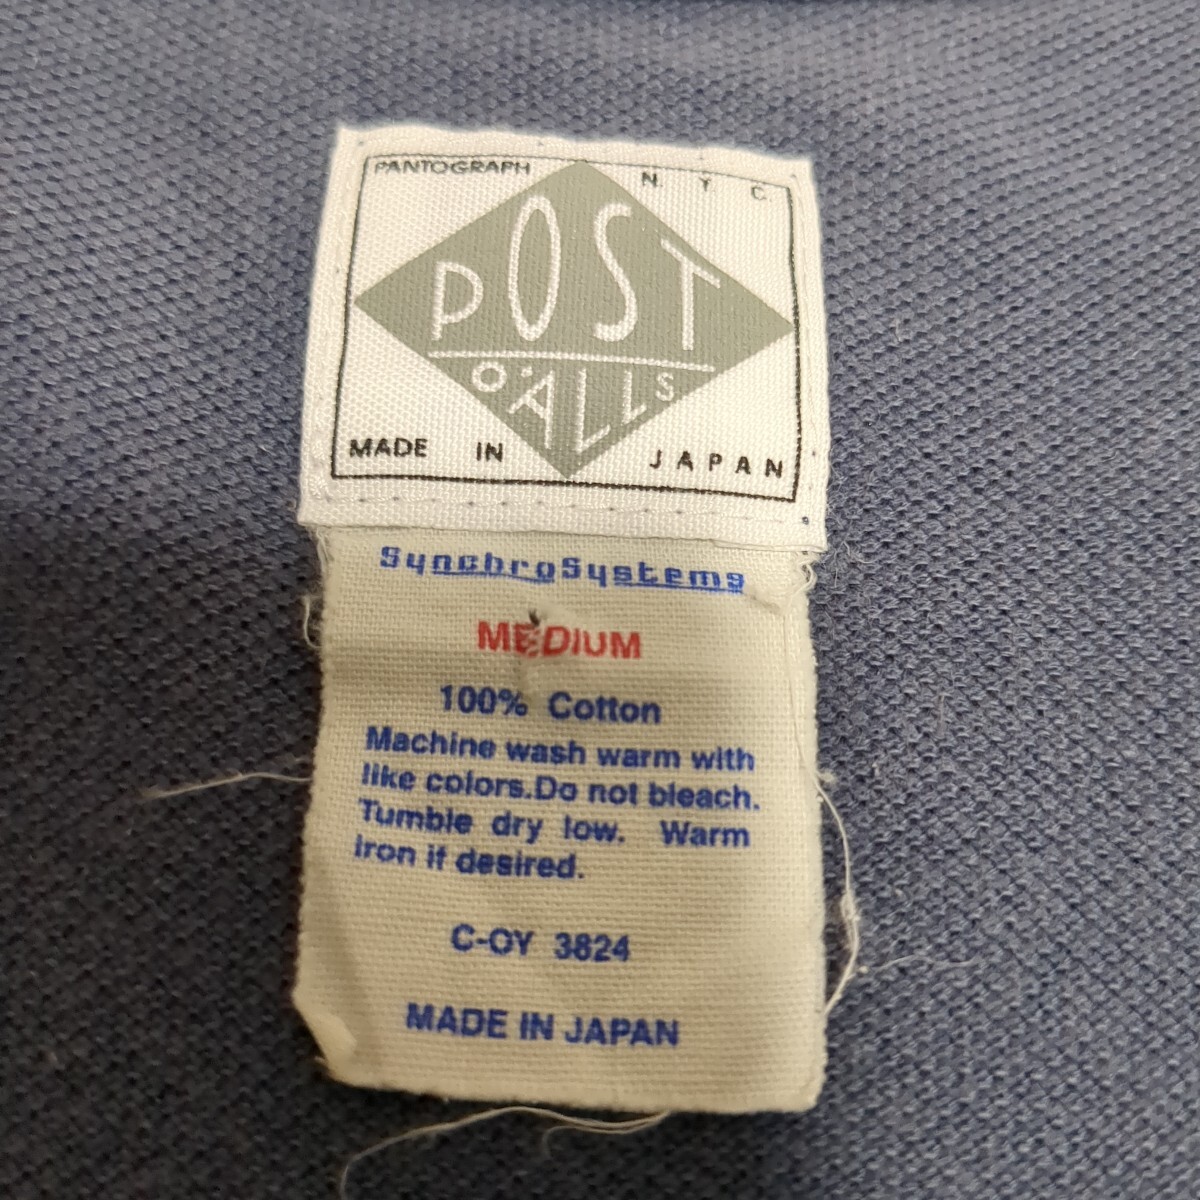 PANTOGRAPH N. Y. C.
POST
O'ALLS
MADE IN JAPAN
SynchroSystems
MEDIUM
100% Cotton
Machine wash warm with
like colors.Do not bleach.
Tumble dry low. Warm
iron if desired.
C-OY 3824
MADE IN JAPAN